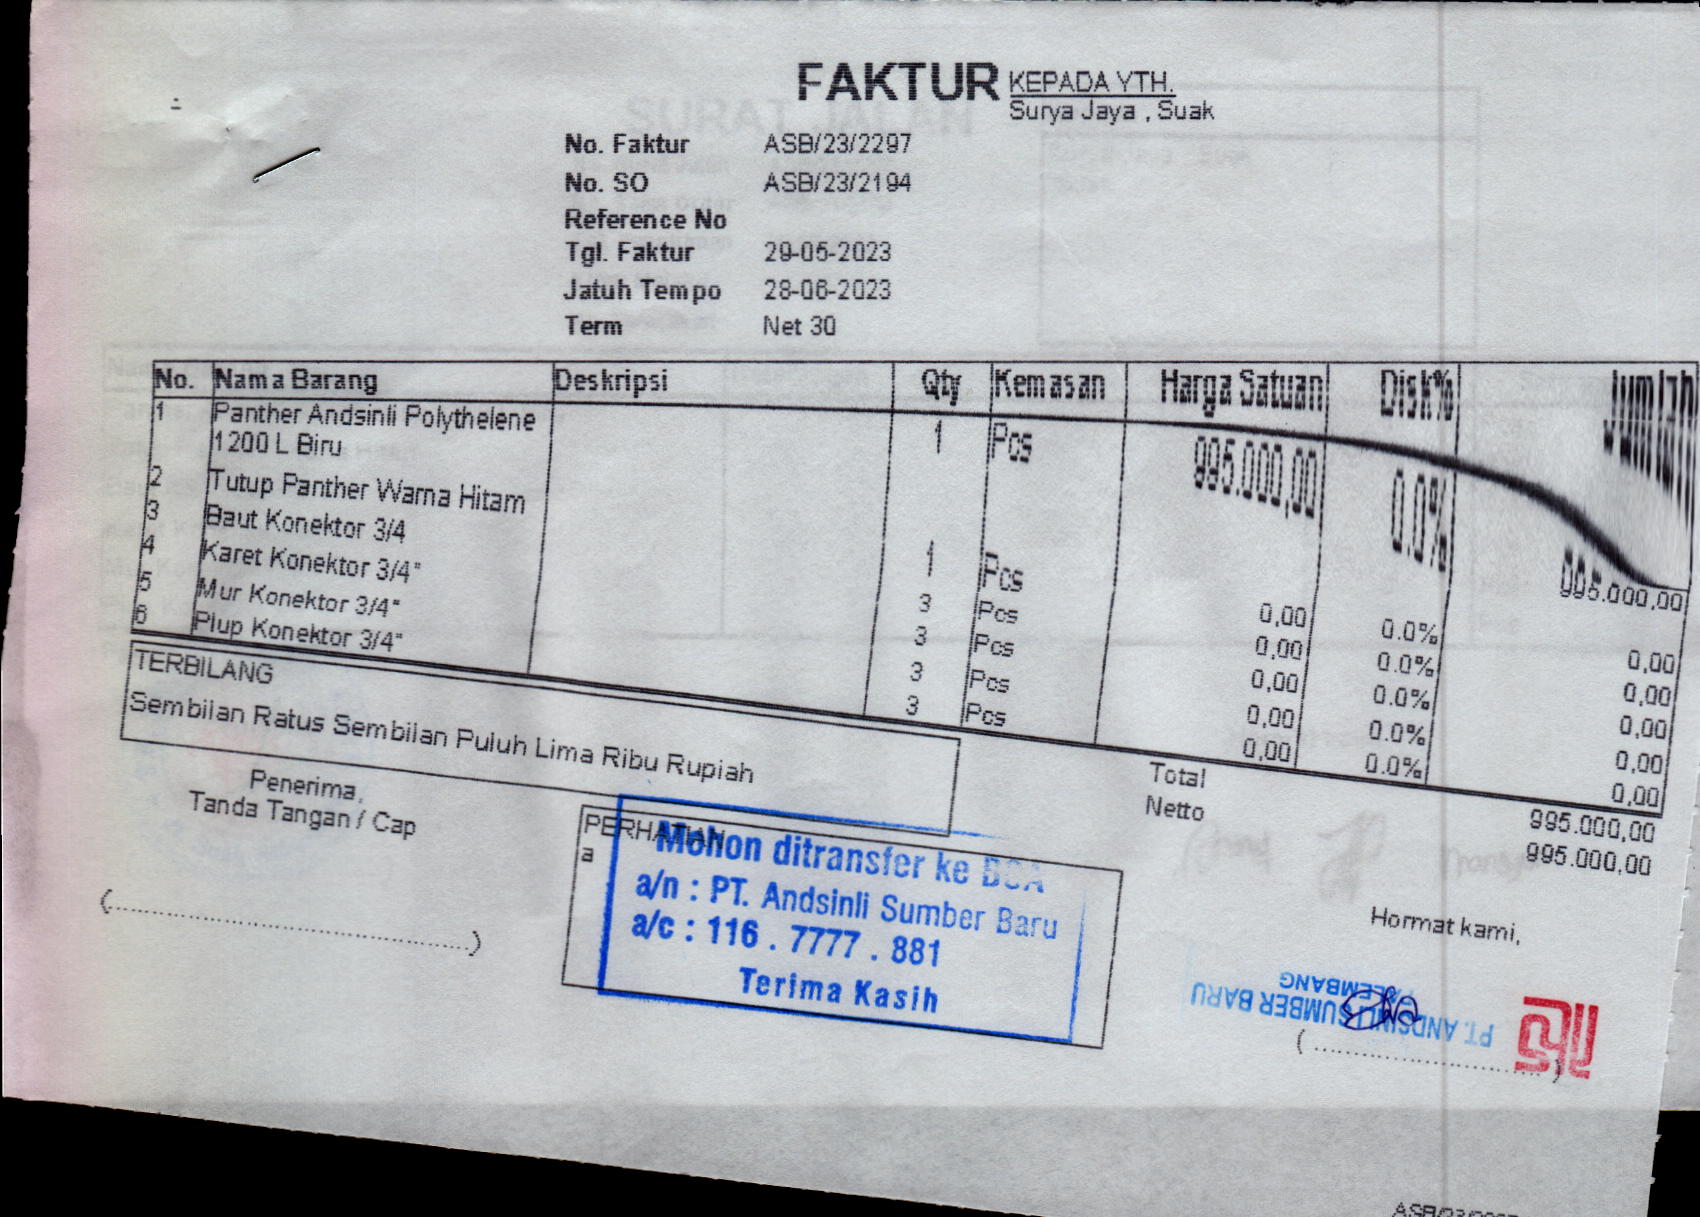 FAKTUR
KEPADA YTH.
Surya Jaya , Suak
No. Faktur ASB/23/2297
No. SO ASB/23/2194
Reference No
Tgl. Faktur 29-05-2023
Jatuh Tempo 28-06-2023
Term Net 30
No. Nama Barang Deskripsi Qty Kemasan Harga Satuan Disk% Jumlah
1 Panther Andsinli Polythelene 1 Pcs 995.000,00 0.0% 995.000,00
1200 L Biru
2 Tutup Panther Warna Hitam 1 Pcs 0,00 0.0% 0,00
3 Baut Konektor 3/4 3 Pcs 0,00 0.0% 0,00
4 Karet Konektor 3/4" 3 Pcs 0,00 0.0% 0,00
5 Mur Konektor 3/4" 3 Pcs 0,00 0.0% 0,00
6 Plup Konektor 3/4" 3 Pcs 0,00 0.0% 0,00
TERBILANG
Sembilan Ratus Sembilan Puluh Lima Ribu Rupiah
Total 995.000,00
Netto 995.000,00
Penerima,
Tanda Tangan / Cap
(....................)
PERHATIAN
a
Mohon ditransfer ke BCA
a/n : PT. Andsinli Sumber Baru
a/c : 116 . 7777 . 881
Terima Kasih
Hormat kami,
PT. ANDSINLI SUMBER BARU
PALEMBANG
(....................)